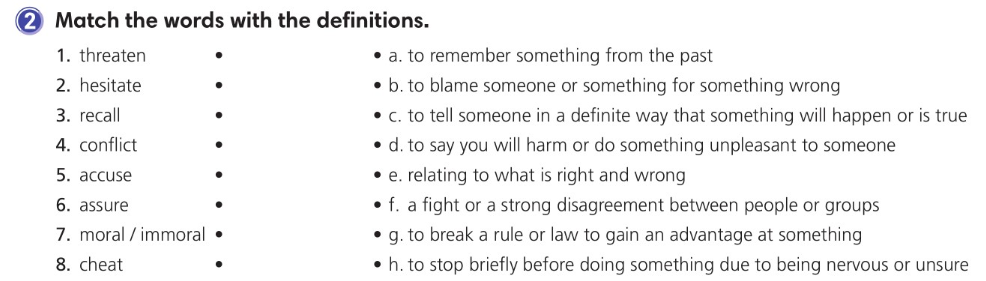 2 Match the words with the definitions.
1. threaten • • a. to remember something from the past
2. hesitate • • b. to blame someone or something for something wrong
3. recall • • c. to tell someone in a definite way that something will happen or is true
4. conflict • • d. to say you will harm or do something unpleasant to someone
5. accuse • • e. relating to what is right and wrong
6. assure • • f. a fight or a strong disagreement between people or groups
7. moral / immoral • • g. to break a rule or law to gain an advantage at something
8. cheat • • h. to stop briefly before doing something due to being nervous or unsure